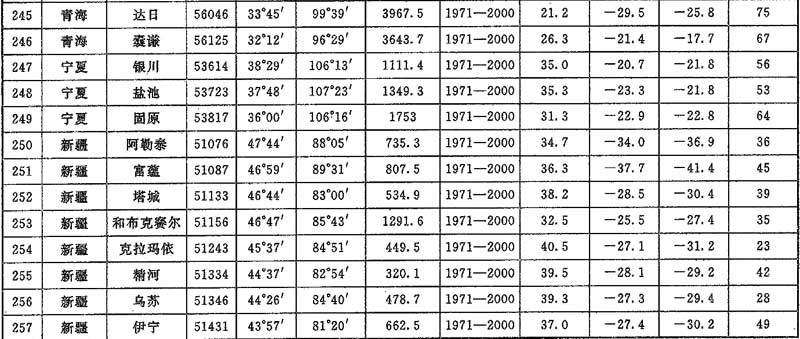 245 青海 达日 56046 33°45′ 99°39′ 3967.5 1971—2000 21.2 −29.5 −25.8 75
246 青海 囊谦 56125 32°12′ 96°29′ 3643.7 1971—2000 26.3 −21.4 −17.7 67
247 宁夏 银川 53614 38°29′ 106°13′ 1111.4 1971—2000 35.0 −20.7 −21.8 56
248 宁夏 盐池 53723 37°48′ 107°23′ 1349.3 1971—2000 35.3 −23.3 −21.8 53
249 宁夏 固原 53817 36°00′ 106°16′ 1753 1971—2000 31.3 −22.9 −22.8 64
250 新疆 阿勒泰 51076 47°44′ 88°05′ 735.3 1971—2000 34.7 −34.0 −36.9 36
251 新疆 富蕴 51087 46°59′ 89°31′ 807.5 1971—2000 36.3 −37.7 −41.4 45
252 新疆 塔城 51133 46°44′ 83°00′ 534.9 1971—2000 38.2 −28.5 −30.4 39
253 新疆 和布克赛尔 51156 46°47′ 85°43′ 1291.6 1971—2000 32.5 −25.5 −27.4 35
254 新疆 克拉玛依 51243 45°37′ 84°51′ 449.5 1971—2000 40.5 −27.1 −31.2 23
255 新疆 精河 51334 44°37′ 82°54′ 320.1 1971—2000 39.5 −28.1 −29.2 42
256 新疆 乌苏 51346 44°26′ 84°40′ 478.7 1971—2000 39.3 −27.3 −29.4 28
257 新疆 伊宁 51431 43°57′ 81°20′ 662.5 1971—2000 37.0 −27.4 −30.2 49